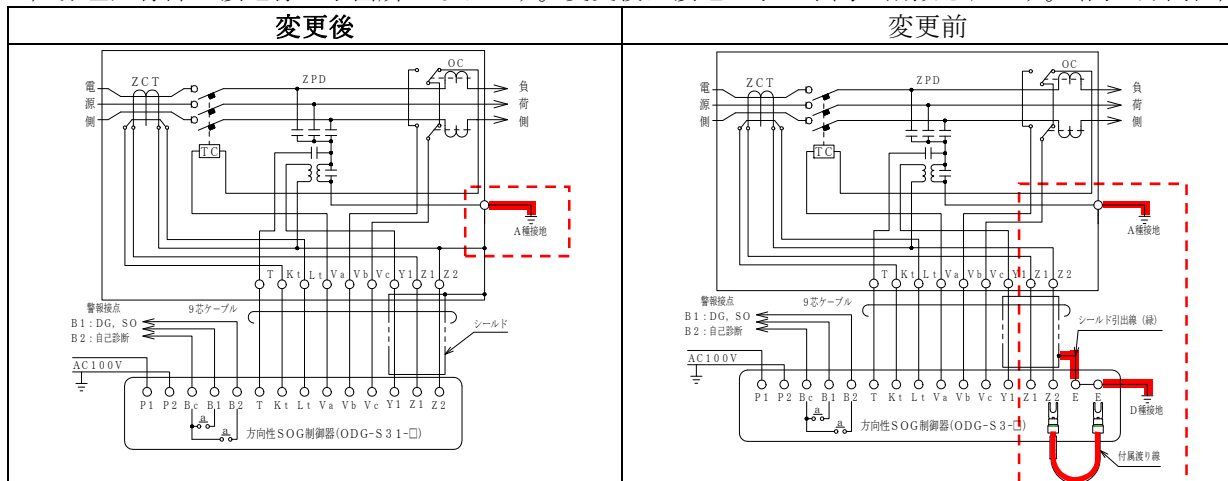 変更後
ZCT
ZPD
OC
電
源
側
負
荷
側
TC
A種接地
T Kt Lt Va Vb Vc Y1 Z1 Z2
警報接点
B1:DG, SO
B2:自己診断
9芯ケーブル
シールド
AC100V
P1 P2 Bc B1 B2 T Kt Lt Va Vb Vc Y1 Z1 Z2
a
a
方向性SOG制御器(ODG-S31-□)
変更前
ZCT
ZPD
OC
電
源
側
負
荷
側
TC
A種接地
T Kt Lt Va Vb Vc Y1 Z1 Z2
警報接点
B1:DG, SO
B2:自己診断
9芯ケーブル
シールド引出線(緑)
AC100V
P1 P2 Bc B1 B2 T Kt Lt Va Vb Vc Y1 Z1 Z2 E E
D種接地
a
a
方向性SOG制御器(ODG-S3-□)
付属渡り線